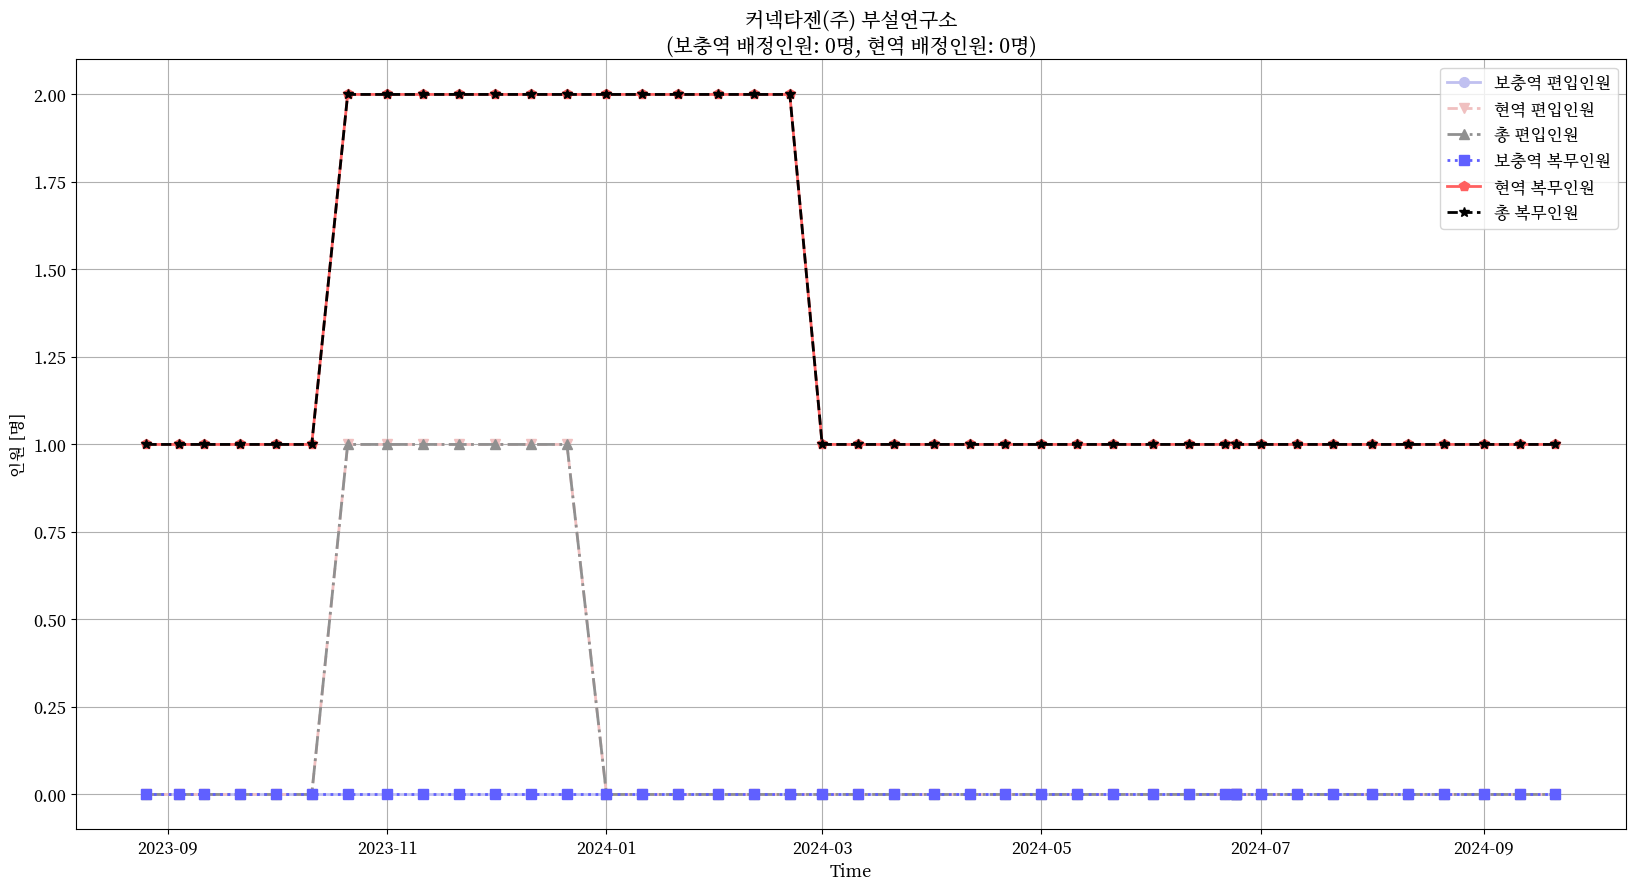 커넥타젠(주) 부설연구소
(보충역 배정인원: 0명, 현역 배정인원: 0명)
보충역 편입인원
현역 편입인원
총 편입인원
보충역 복무인원
현역 복무인원
총 복무인원
인원 [명]
2.00
1.75
1.50
1.25
1.00
0.75
0.50
0.25
0.00
2023-09 2023-11 2024-01 2024-03 2024-05 2024-07 2024-09
Time